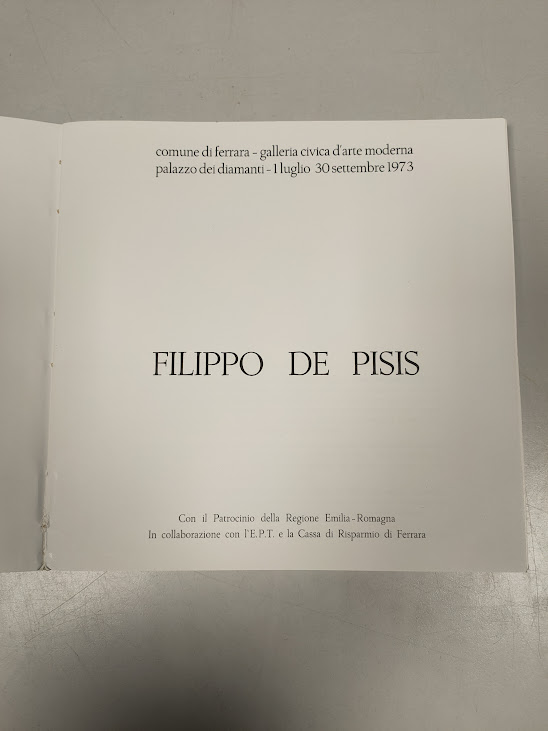 comune di ferrara - galleria civica d'arte moderna
palazzo dei diamanti - 1 luglio 30 settembre 1973
FILIPPO DE PISIS
Con il Patrocinio della Regione Emilia-Romagna
In collaborazione con l'E.P.T. e la Cassa di Risparmio di Ferrara